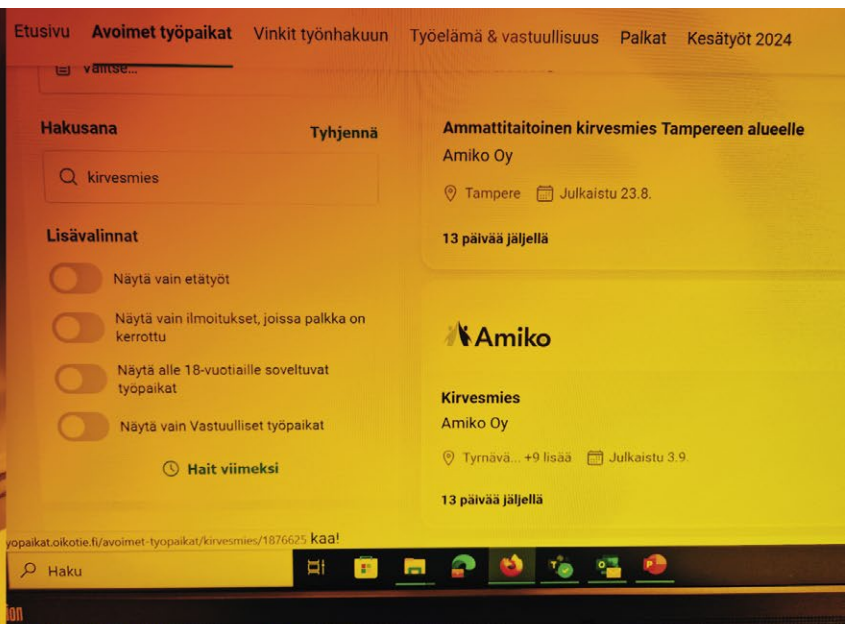 Etusivu Avoimet työpaikat Vinkit työnhakuun Työelämä & vastuullisuus Palkat Kesätyöt 2024
Valitse...
Hakusana Tyhjennä
kirvesmies
Lisävalinnat
Näytä vain etätyöt
Näytä vain ilmoitukset, joissa palkka on
kerrottu
Näytä alle 18-vuotiaille soveltuvat
työpaikat
Näytä vain Vastuulliset työpaikat
Hait viimeksi
Ammattitaitoinen kirvesmies Tampereen alueelle
Amiko Oy
Tampere Julkaistu 23.8.
13 päivää jäljellä
Amiko
Kirvesmies
Amiko Oy
Tyrnävä... +9 lisää Julkaistu 3.9.
13 päivää jäljellä
yopaikat.oikotie.fi/avoimet-tyopaikat/kirvesmies/1876625 kaa!
Haku